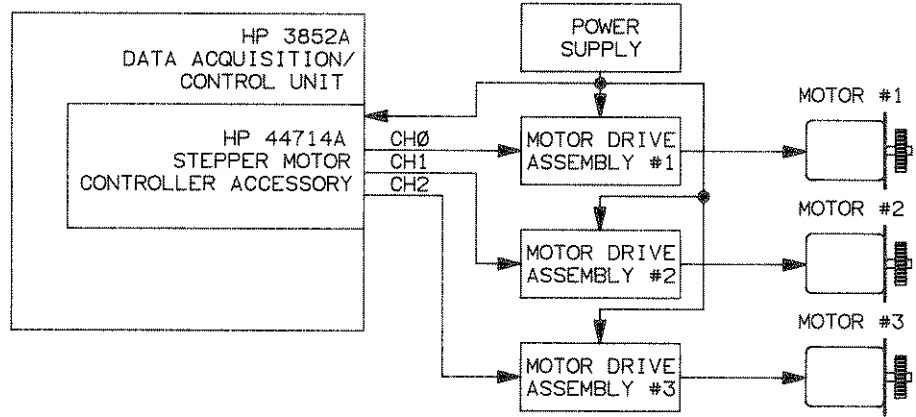 HP 3852A
DATA ACQUISITION/
CONTROL UNIT
HP 44714A
STEPPER MOTOR
CONTROLLER ACCESSORY
CHØ
CH1
CH2
POWER
SUPPLY
MOTOR DRIVE
ASSEMBLY #1
MOTOR #1
MOTOR DRIVE
ASSEMBLY #2
MOTOR #2
MOTOR DRIVE
ASSEMBLY #3
MOTOR #3